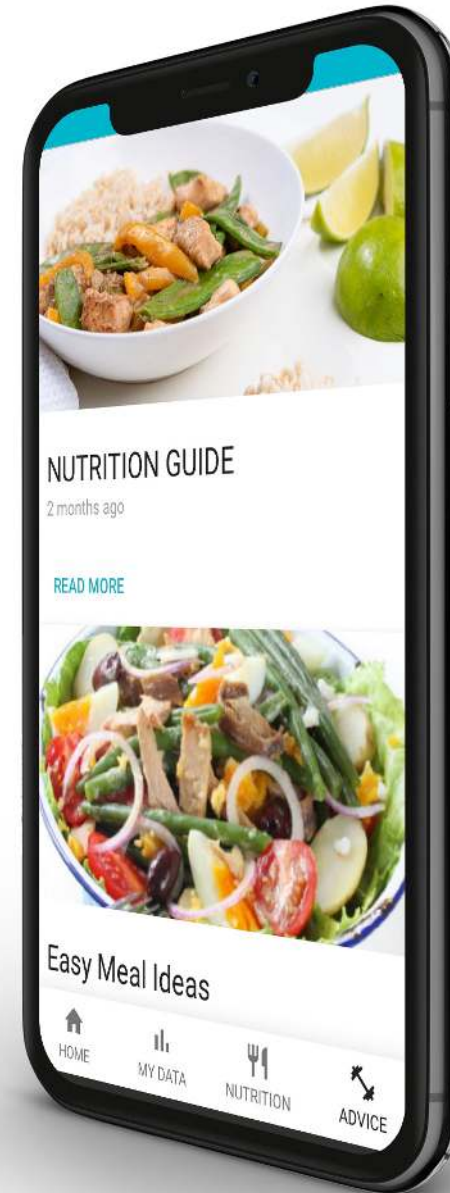 NUTRITION GUIDE
2 months ago
READ MORE
Easy Meal Ideas
HOME
MY DATA
NUTRITION
ADVICE